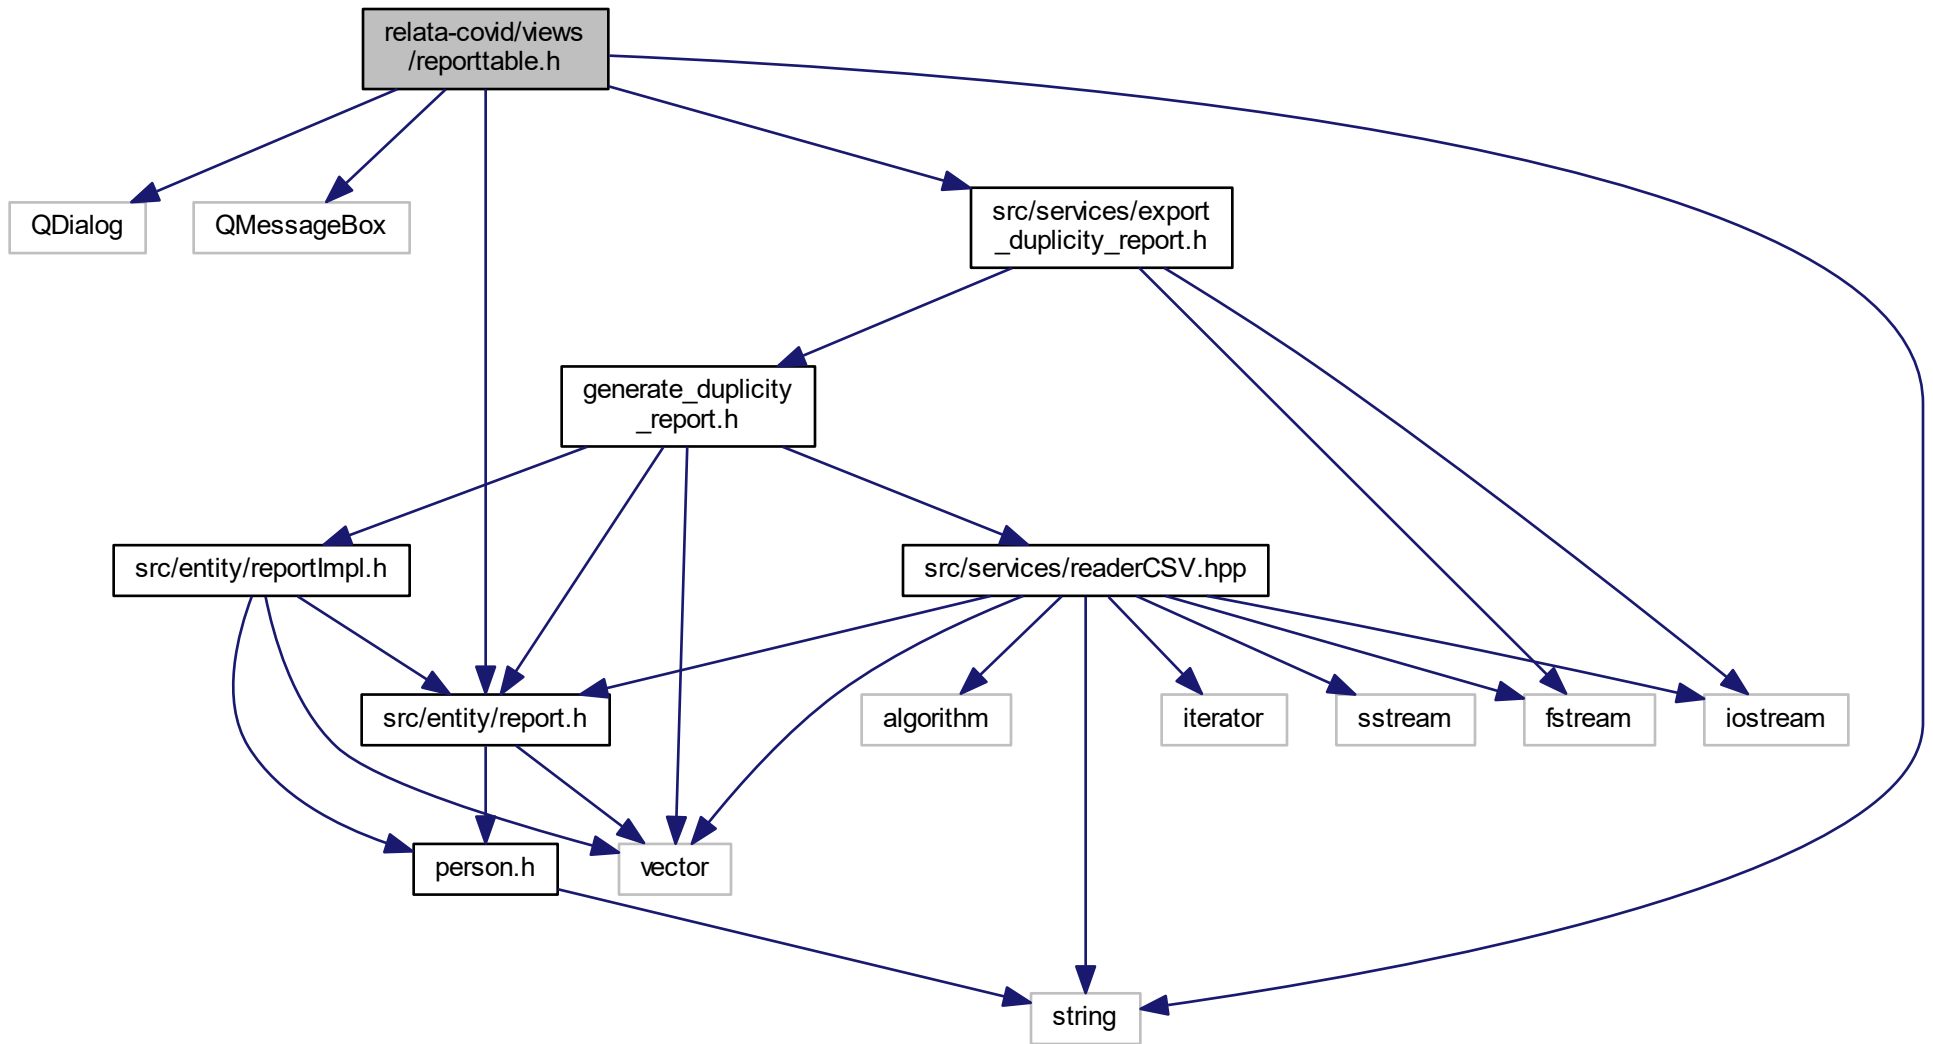 relata-covid/views
/reporttable.h
QDialog
QMessageBox
src/services/export
_duplicity_report.h
generate_duplicity
_report.h
src/entity/reportImpl.h
src/services/readerCSV.hpp
src/entity/report.h
algorithm
iterator
sstream
fstream
iostream
person.h
vector
string